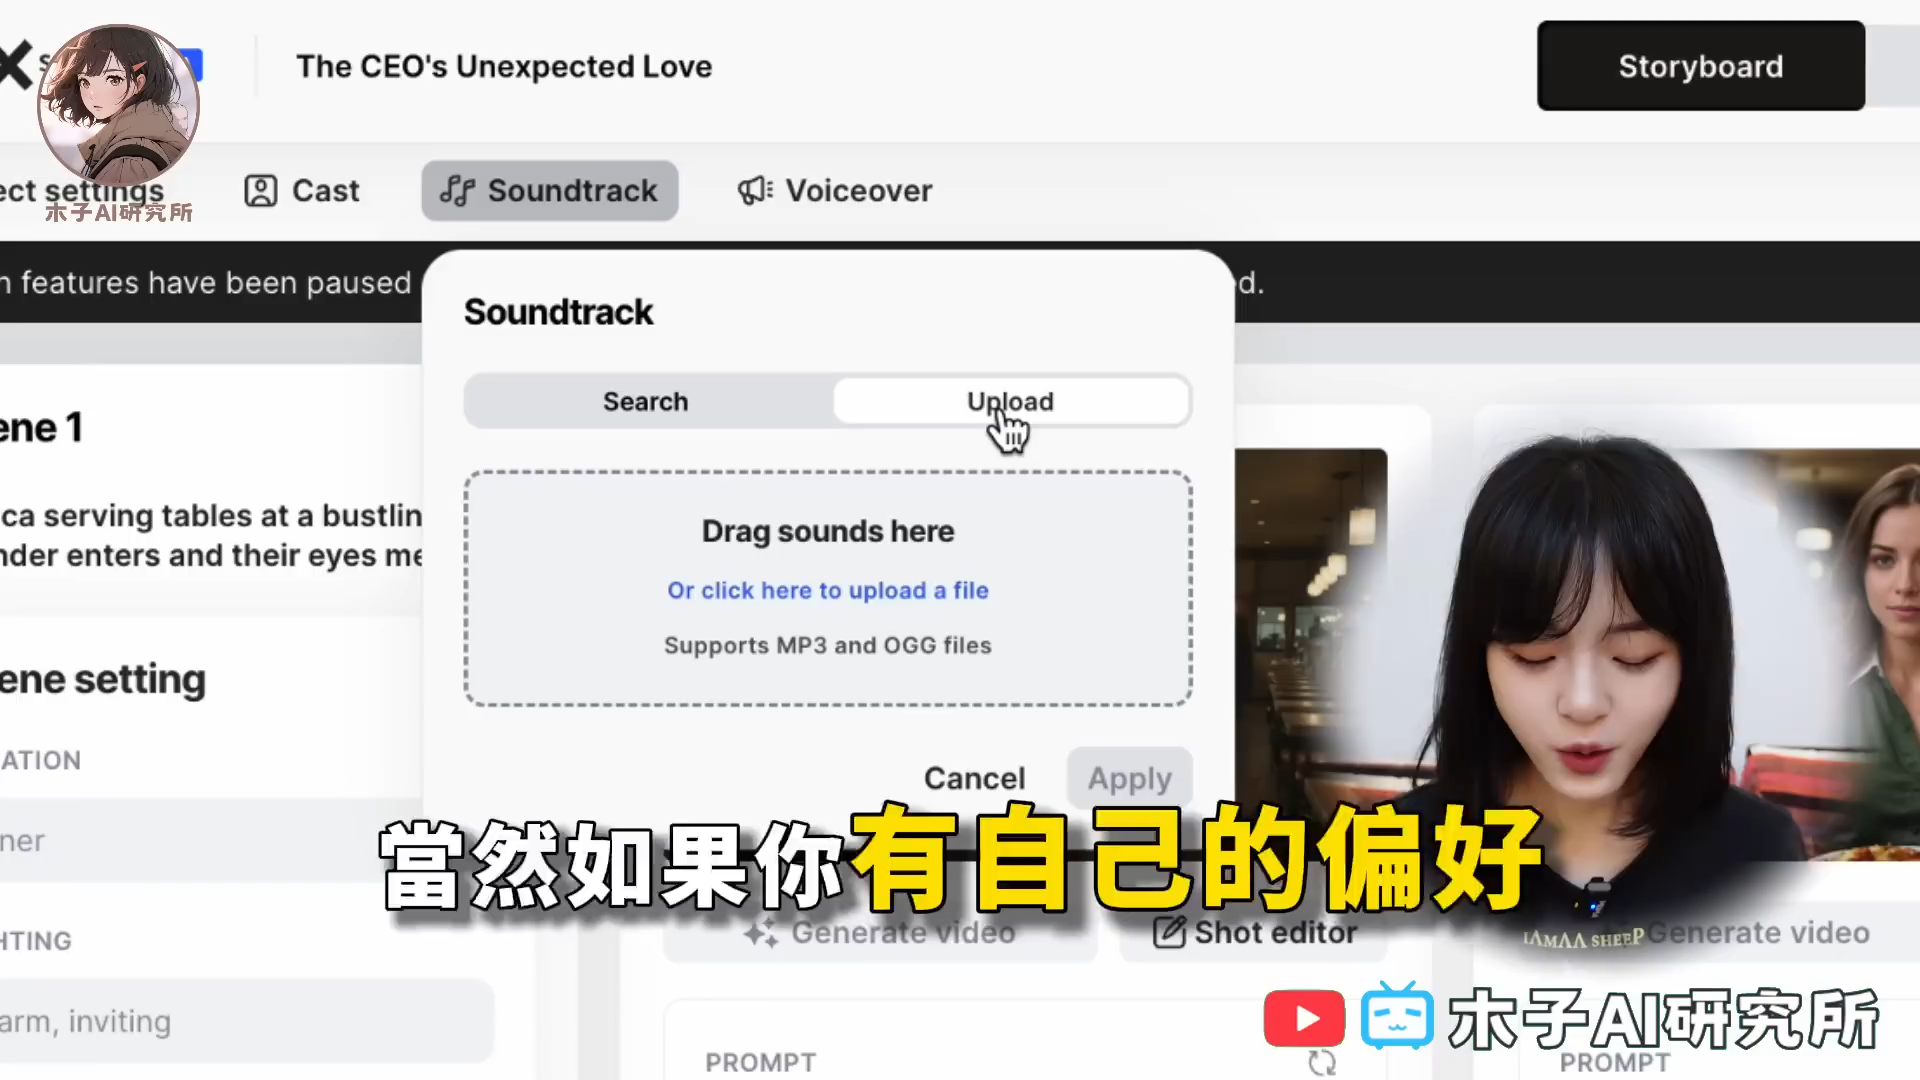 The CEO's Unexpected Love
Storyboard
ect settings
Cast
Soundtrack
Voiceover
木子AI研究所
n features have been paused
ed.
Soundtrack
Search
Upload
Drag sounds here
Or click here to upload a file
Supports MP3 and OGG files
Cancel
Apply
ene 1
ca serving tables at a bustlin
nder enters and their eyes me
ene setting
ATION
ner
HTING
arm, inviting
當然如果你有自己的偏好
Generate video
Shot editor
Generate video
PROMPT
PROMPT
木子AI研究所